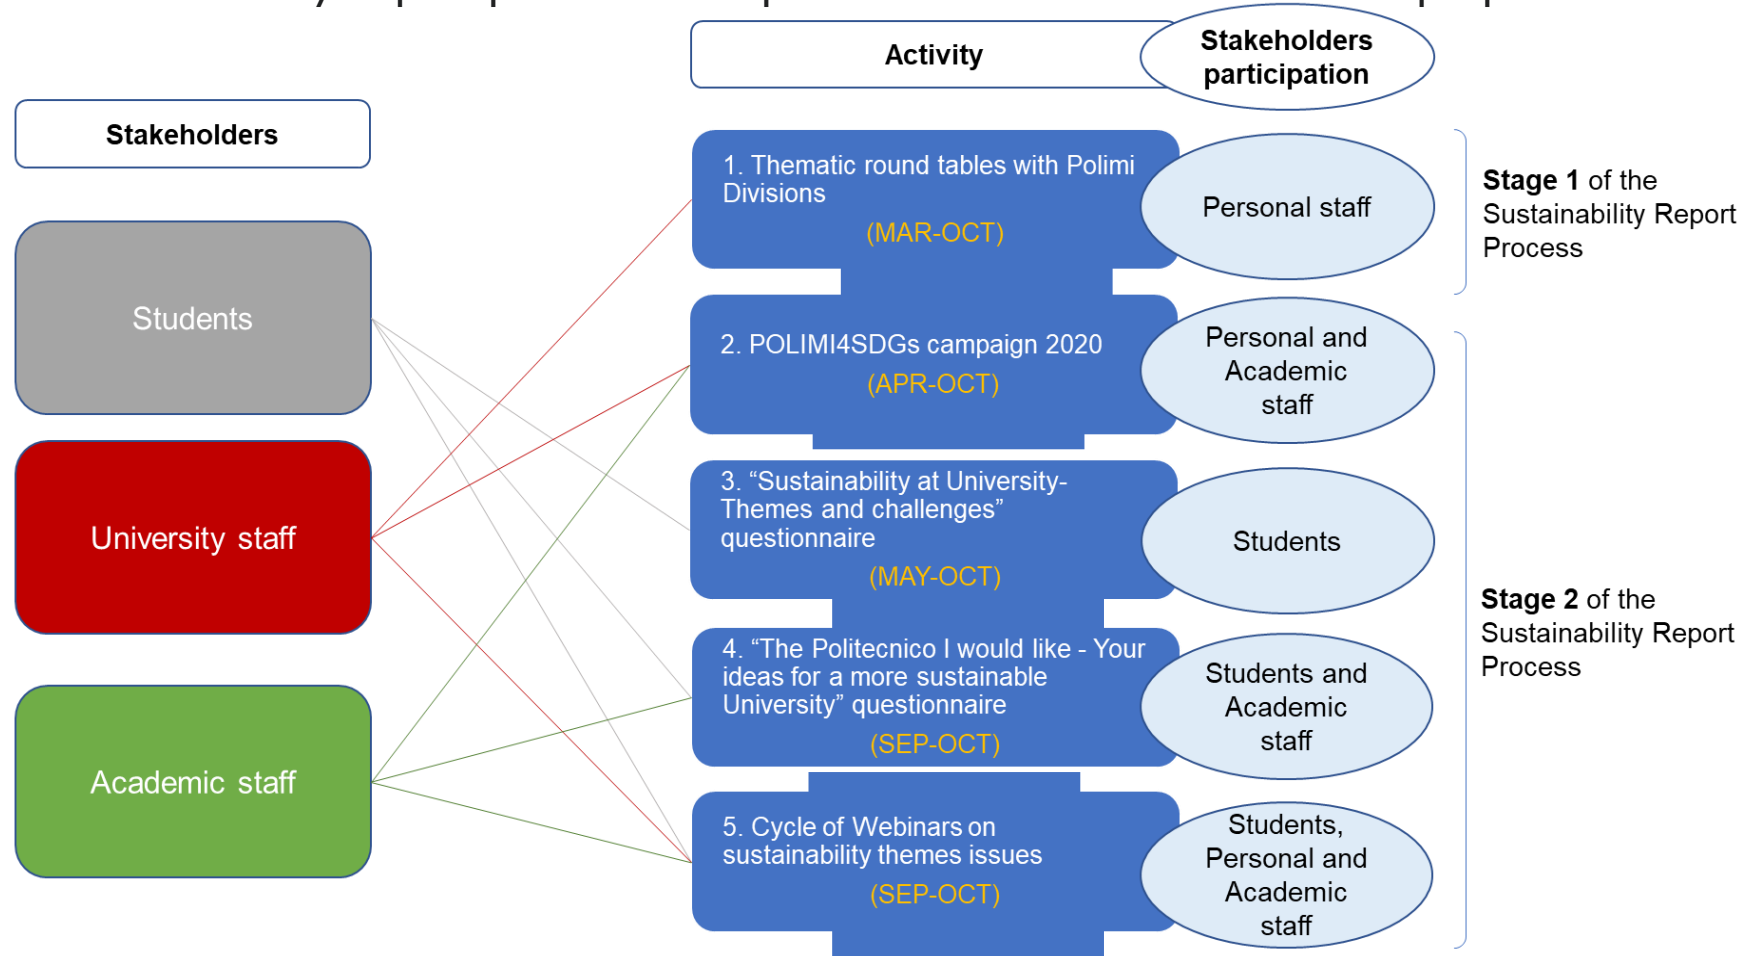 Activity
Stakeholders
participation
Stakeholders
1. Thematic round tables with Polimi
Divisions
(MAR-OCT)
Personal staff
Stage 1 of the
Sustainability Report
Process
Students
2. POLIMI4SDGs campaign 2020
(APR-OCT)
Personal and
Academic
staff
University staff
3. “Sustainability at University-
Themes and challenges”
questionnaire
(MAY-OCT)
Students
Stage 2 of the
Sustainability Report
Process
4. “The Politecnico I would like - Your
ideas for a more sustainable
University” questionnaire
(SEP-OCT)
Students and
Academic
staff
Academic staff
5. Cycle of Webinars on
sustainability themes issues
(SEP-OCT)
Students,
Personal and
Academic
staff